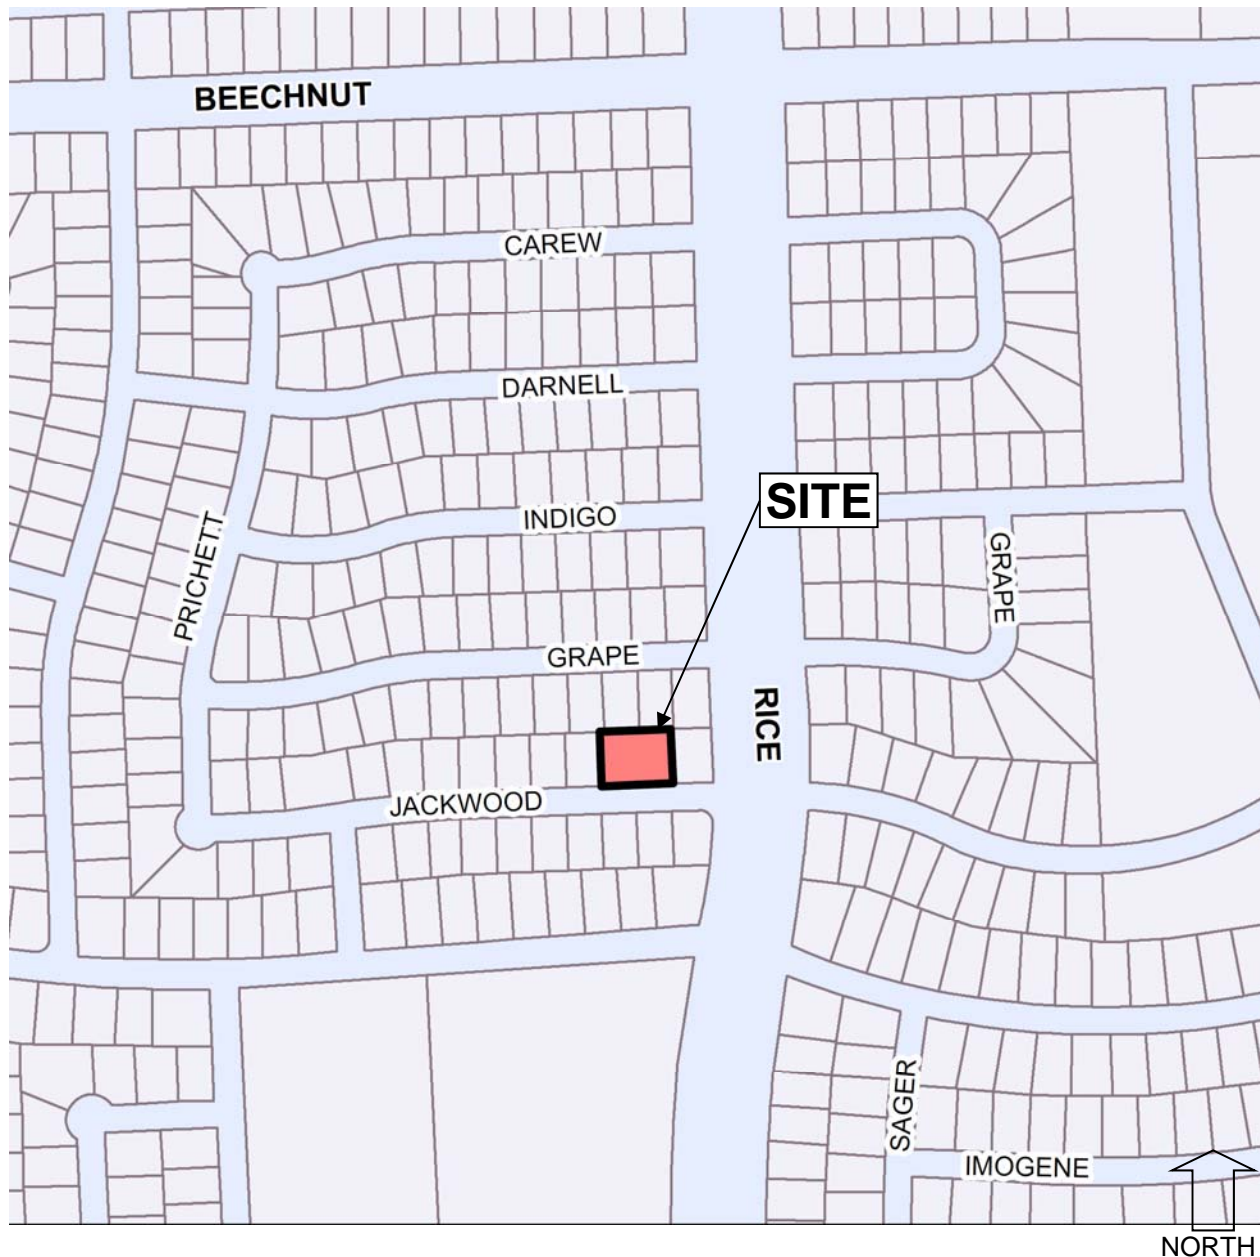 BEECHNUT
CAREW
DARNELL
SITE
INDIGO
PRICHETT
GRAPE
GRAPE
RICE
JACKWOOD
SAGER
IMOGENE
NORTH